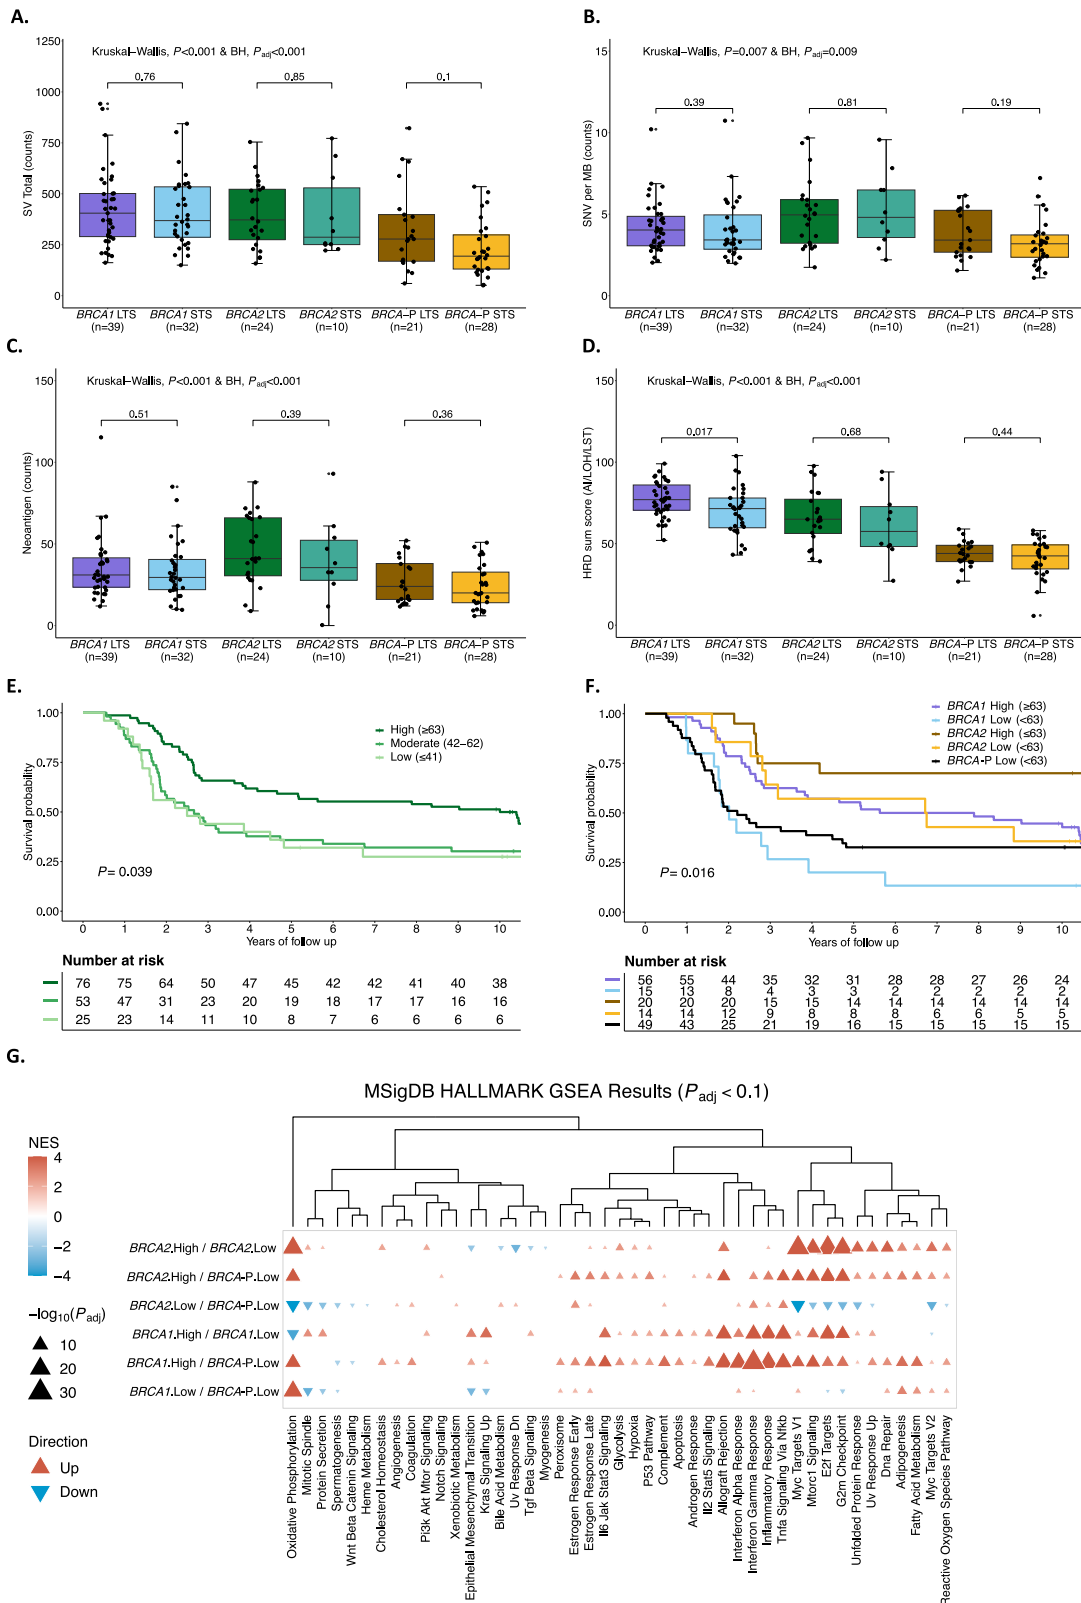 A.
Kruskal–Wallis, P<0.001 & BH, Padj<0.001
SV Total (counts)
1250
1000
750
500
250
0
0.76
0.85
0.1
BRCA1 LTS
(n=39)
BRCA1 STS
(n=32)
BRCA2 LTS
(n=24)
BRCA2 STS
(n=10)
BRCA–P LTS
(n=21)
BRCA–P STS
(n=28)
B.
Kruskal–Wallis, P=0.007 & BH, Padj=0.009
SNV per MB (counts)
15
10
5
0
0.39
0.81
0.19
BRCA1 LTS
(n=39)
BRCA1 STS
(n=32)
BRCA2 LTS
(n=24)
BRCA2 STS
(n=10)
BRCA–P LTS
(n=21)
BRCA–P STS
(n=28)
C.
Kruskal–Wallis, P<0.001 & BH, Padj<0.001
Neoantigen (counts)
150
100
50
0
0.51
0.39
0.36
BRCA1 LTS
(n=39)
BRCA1 STS
(n=32)
BRCA2 LTS
(n=24)
BRCA2 STS
(n=10)
BRCA–P LTS
(n=21)
BRCA–P STS
(n=28)
D.
Kruskal–Wallis, P<0.001 & BH, Padj<0.001
HRD sum score (AI/LOH/LST)
150
100
50
0
0.017
0.68
0.44
BRCA1 LTS
(n=39)
BRCA1 STS
(n=32)
BRCA2 LTS
(n=24)
BRCA2 STS
(n=10)
BRCA–P LTS
(n=21)
BRCA–P STS
(n=28)
E.
Survival probability
1.00
0.75
0.50
0.25
0.00
High (≥63)
Moderate (42–62)
Low (≤41)
P= 0.039
0 1 2 3 4 5 6 7 8 9 10
Years of follow up
Number at risk
76 75 64 50 47 45 42 42 41 40 38
53 47 31 23 20 19 18 17 17 16 16
25 23 14 11 10 8 7 6 6 6 6
F.
Survival probability
1.00
0.75
0.50
0.25
0.00
BRCA1 High (≥63)
BRCA1 Low (<63)
BRCA2 High (≤63)
BRCA2 Low (<63)
BRCA-P Low (<63)
P= 0.016
0 1 2 3 4 5 6 7 8 9 10
Years of follow up
Number at risk
56 55 44 35 32 31 28 28 27 26 24
15 13 8 4 3 3 2 2 2 2 2
20 20 20 15 15 14 14 14 14 14 14
14 14 12 9 8 8 8 6 6 5 5
49 43 25 21 19 16 15 15 15 15 15
G.
MSigDB HALLMARK GSEA Results (Padj < 0.1)
NES
4
2
0
−2
−4
−log10(Padj)
10
20
30
Direction
Up
Down
BRCA2.High / BRCA2.Low
BRCA2.High / BRCA-P.Low
BRCA2.Low / BRCA-P.Low
BRCA1.High / BRCA1.Low
BRCA1.High / BRCA-P.Low
BRCA1.Low / BRCA-P.Low
Oxidative Phosphorylation
Mitotic Spindle
Protein Secretion
Spermatogenesis
Wnt Beta Catenin Signaling
Heme Metabolism
Cholesterol Homeostasis
Angiogenesis
Coagulation
PI3k Akt Mtor Signaling
Notch Signaling
Xenobiotic Metabolism
Epithelial Mesenchymal Transition
Kras Signaling Up
Bile Acid Metabolism
Uv Response Dn
Tgf Beta Signaling
Myogenesis
Peroxisome
Estrogen Response Early
Estrogen Response Late
Il6 Jak Stat3 Signaling
Glycolysis
Hypoxia
P53 Pathway
Complement
Apoptosis
Androgen Response
Il2 Stat5 Signaling
Allograft Rejection
Interferon Alpha Response
Interferon Gamma Response
Inflammatory Response
Tnfa Signaling Via Nfkb
Myc Targets V1
Mtorc1 Signaling
E2f Targets
G2m Checkpoint
Unfolded Protein Response
Uv Response Up
Dna Repair
Adipogenesis
Fatty Acid Metabolism
Myc Targets V2
Reactive Oxygen Species Pathway